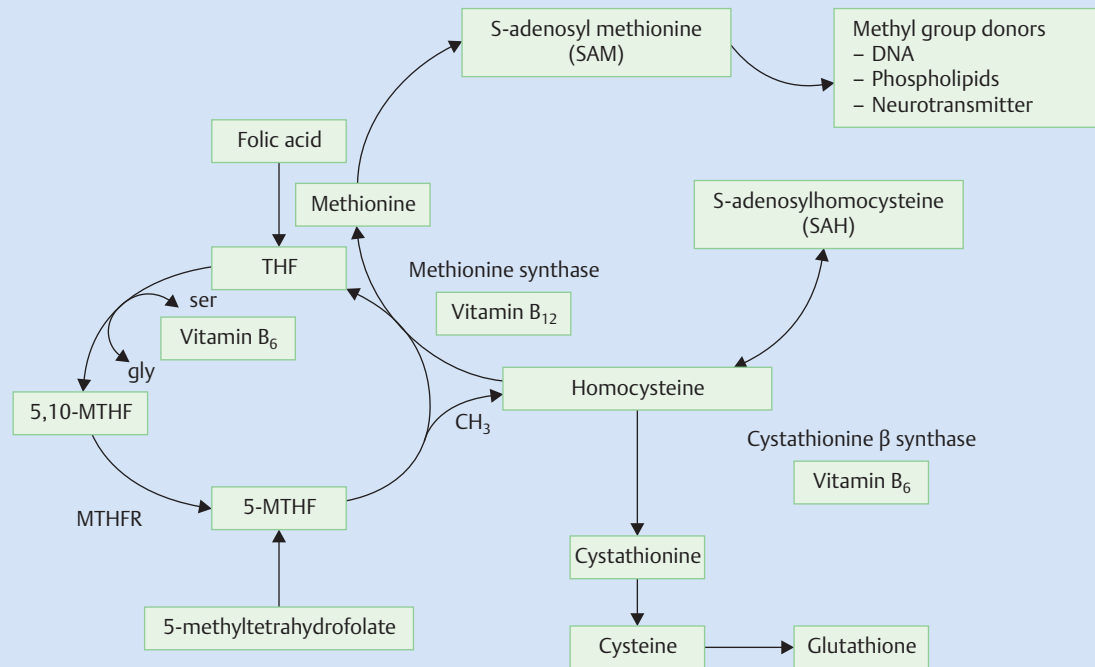 S-adenosyl methionine
(SAM)
Methyl group donors
– DNA
– Phospholipids
– Neurotransmitter
Folic acid
Methionine
S-adenosylhomocysteine
(SAH)
THF
Methionine synthase
ser
Vitamin B₁₂
Vitamin B₆
gly
Homocysteine
5,10-MTHF
CH₃
Cystathionine β synthase
Vitamin B₆
5-MTHF
MTHFR
Cystathionine
5-methyltetrahydrofolate
Cysteine
Glutathione